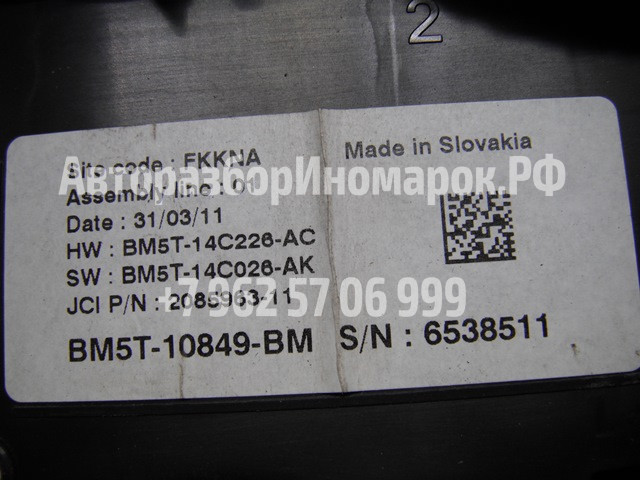 2
Site code : FKKNA
Made in Slovakia
АвторазборИномарок.РФ
Assembly line : 01
Date : 31/03/11
HW : BM5T-14C226-AC
SW : BM5T-14C026-AK
JCI P/N : 2085963-11
+7 962 57 06 999
BM5T-10849-BM S/N : 6538511